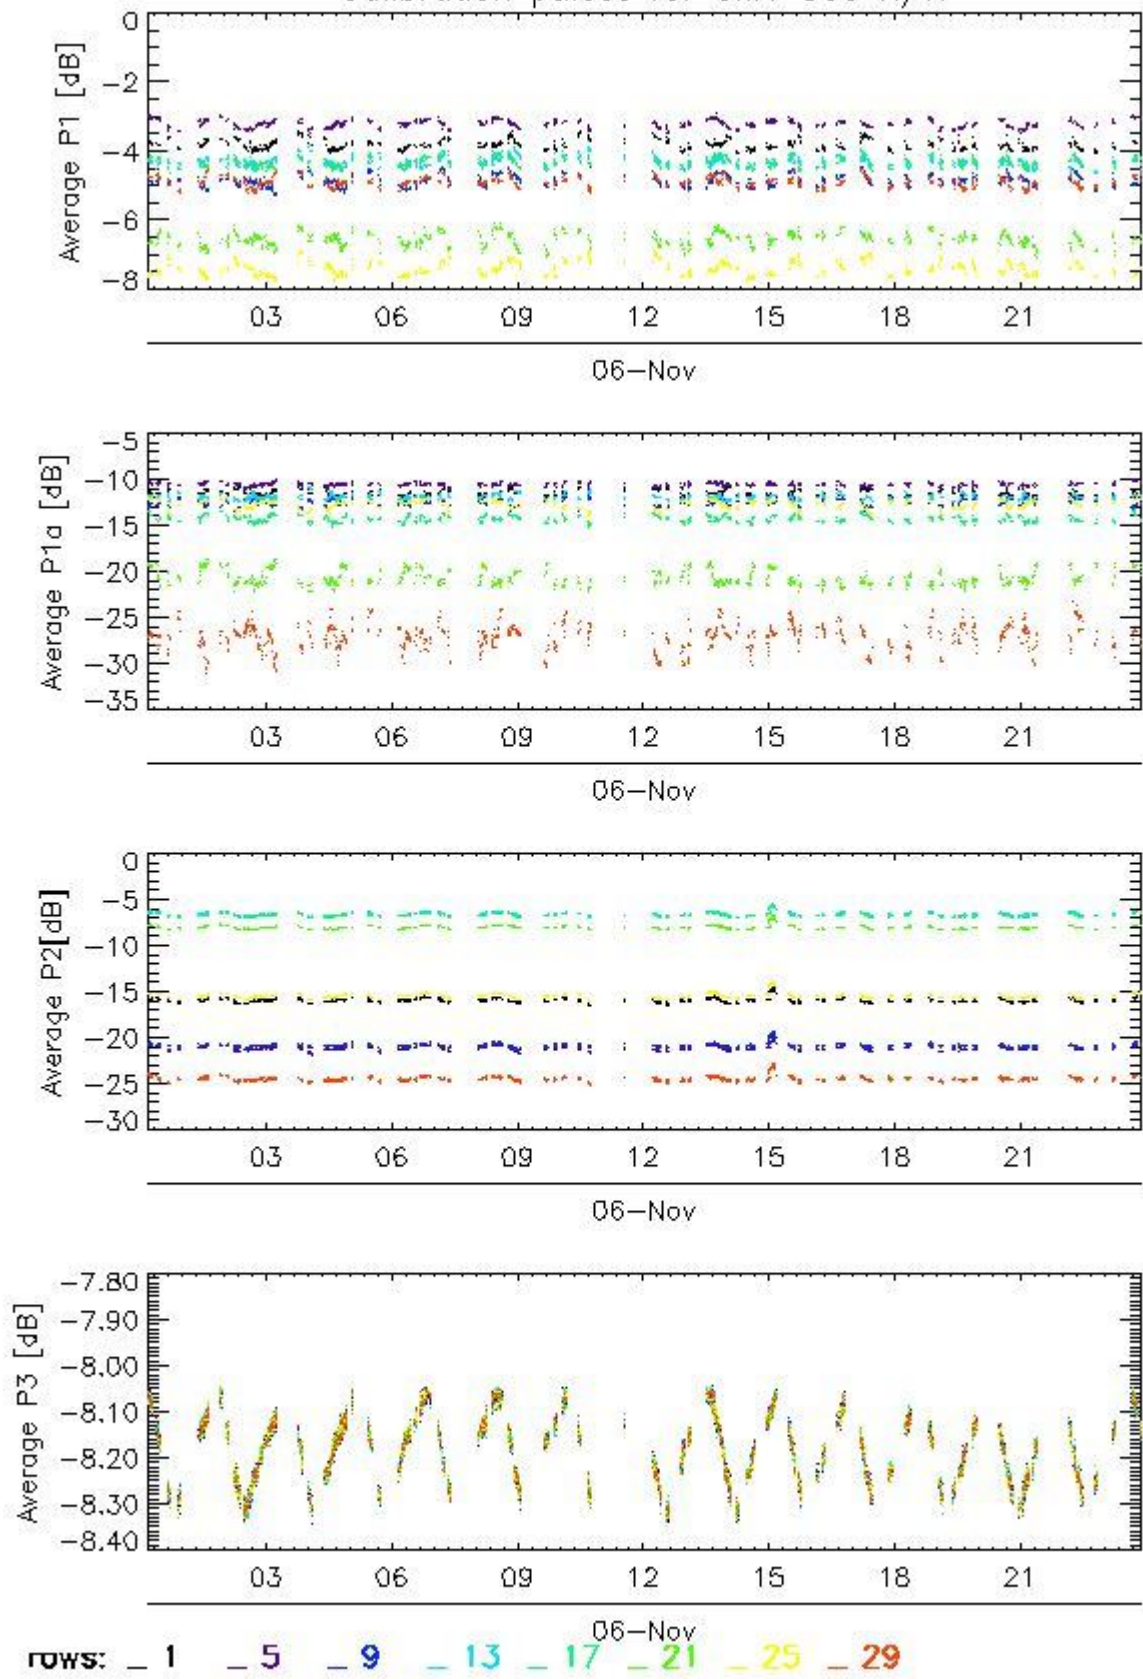 0
-2
-4
-6
-8
Average P1 [dB]
03 06 09 12 15 18 21
06-Nov
-5
-10
-15
-20
-25
-30
-35
Average P1a [dB]
03 06 09 12 15 18 21
06-Nov
0
-5
-10
-15
-20
-25
-30
Average P2[dB]
03 06 09 12 15 18 21
06-Nov
-7.80
-7.90
-8.00
-8.10
-8.20
-8.30
-8.40
Average P3 [dB]
03 06 09 12 15 18 21
06-Nov
rows: _ 1 _ 5 _ 9 _ 13 _ 17 _ 21 _ 25 _ 29